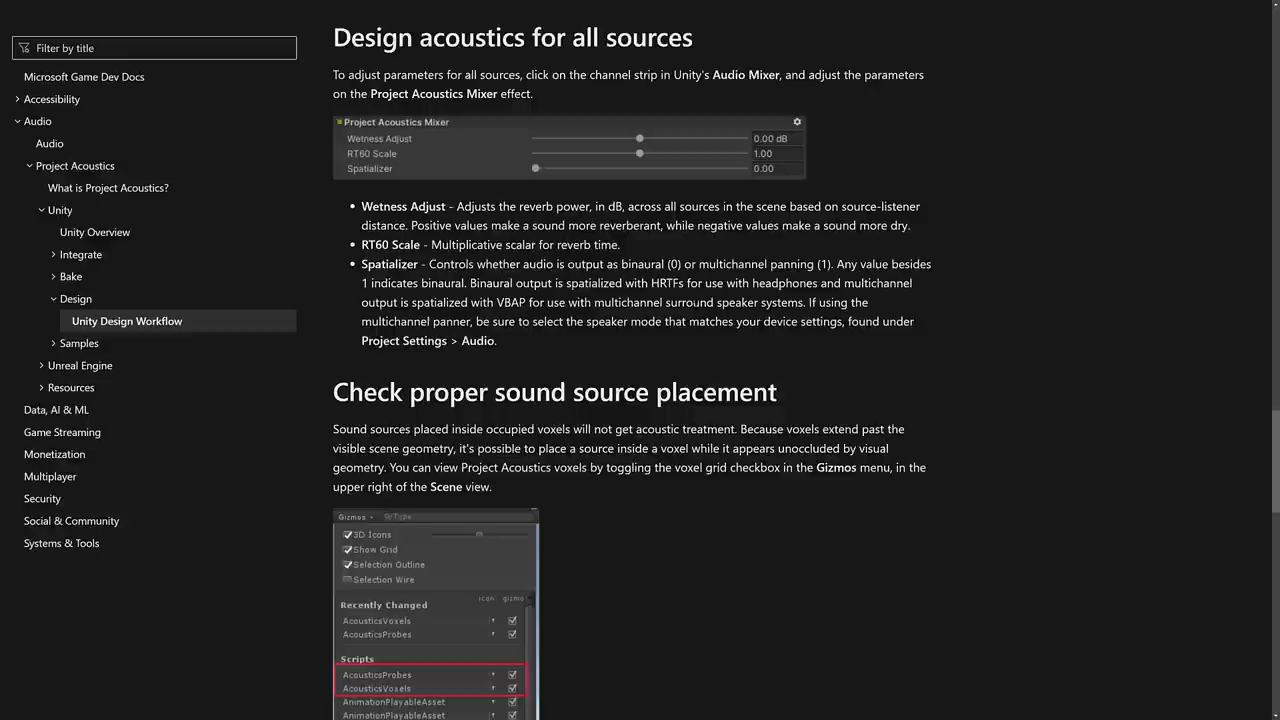 Filter by title
Microsoft Game Dev Docs
Accessibility
Audio
Audio
Project Acoustics
What is Project Acoustics?
Unity
Unity Overview
Integrate
Bake
Design
Unity Design Workflow
Samples
Unreal Engine
Resources
Data, AI & ML
Game Streaming
Monetization
Multiplayer
Security
Social & Community
Systems & Tools
Design acoustics for all sources
To adjust parameters for all sources, click on the channel strip in Unity's Audio Mixer, and adjust the parameters
on the Project Acoustics Mixer effect.
Project Acoustics Mixer
Wetness Adjust 0.00 dB
RT60 Scale 1.00
Spatializer 0.00
• Wetness Adjust - Adjusts the reverb power, in dB, across all sources in the scene based on source-listener
distance. Positive values make a sound more reverberant, while negative values make a sound more dry.
• RT60 Scale - Multiplicative scalar for reverb time.
• Spatializer - Controls whether audio is output as binaural (0) or multichannel panning (1). Any value besides
1 indicates binaural. Binaural output is spatialized with HRTFs for use with headphones and multichannel
output is spatialized with VBAP for use with multichannel surround speaker systems. If using the
multichannel panner, be sure to select the speaker mode that matches your device settings, found under
Project Settings > Audio.
Check proper sound source placement
Sound sources placed inside occupied voxels will not get acoustic treatment. Because voxels extend past the
visible scene geometry, it's possible to place a source inside a voxel while it appears unoccluded by visual
geometry. You can view Project Acoustics voxels by toggling the voxel grid checkbox in the Gizmos menu, in the
upper right of the Scene view.
Gizmos Type
3D Icons
Show Grid
Selection Outline
Selection Wire
icon gizmo
Recently Changed
AcousticsVoxels
AcousticsProbes
Scripts
AcousticsProbes
AcousticsVoxels
AnimationPlayableAsset
AnimationPlayableAsset